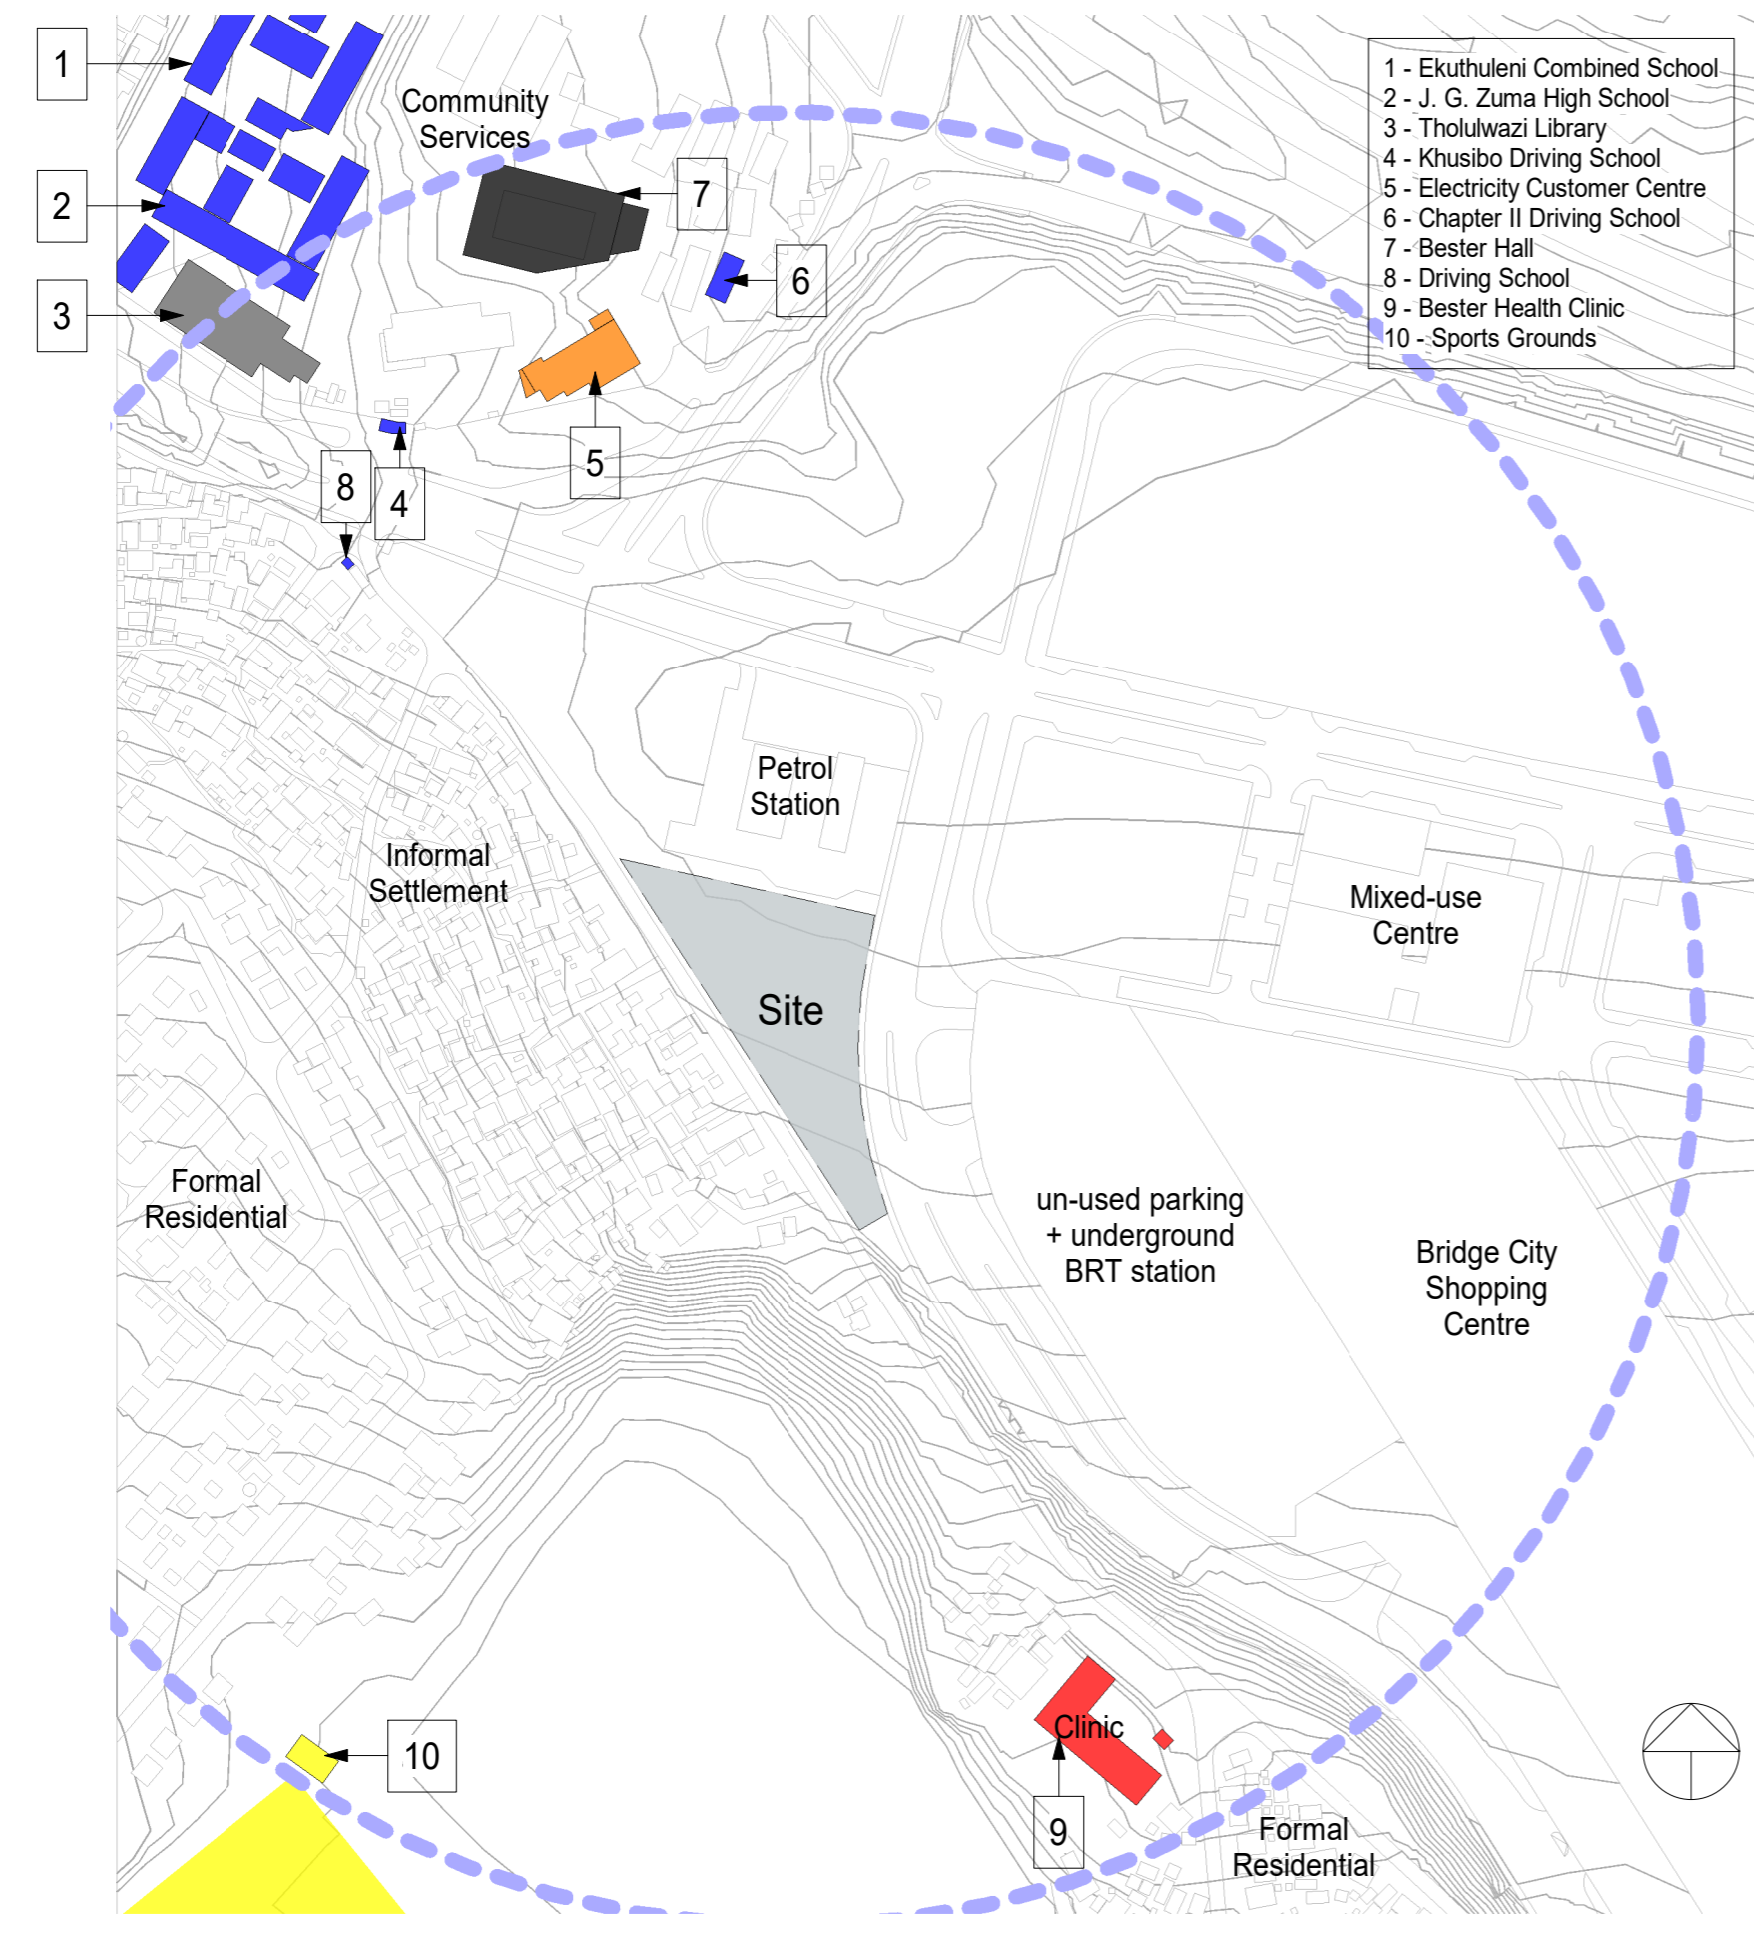 1 - Ekuthuleni Combined School
2 - J. G. Zuma High School
3 - Tholulwazi Library
4 - Khusibo Driving School
5 - Electricity Customer Centre
6 - Chapter II Driving School
7 - Bester Hall
8 - Driving School
9 - Bester Health Clinic
10 - Sports Grounds
1
Community
Services
7
2
6
3
5
8
4
Petrol
Station
Informal
Settlement
Mixed-use
Centre
Site
Formal
Residential
un-used parking
+ underground
BRT station
Bridge City
Shopping
Centre
Clinic
10
9
Formal
Residential